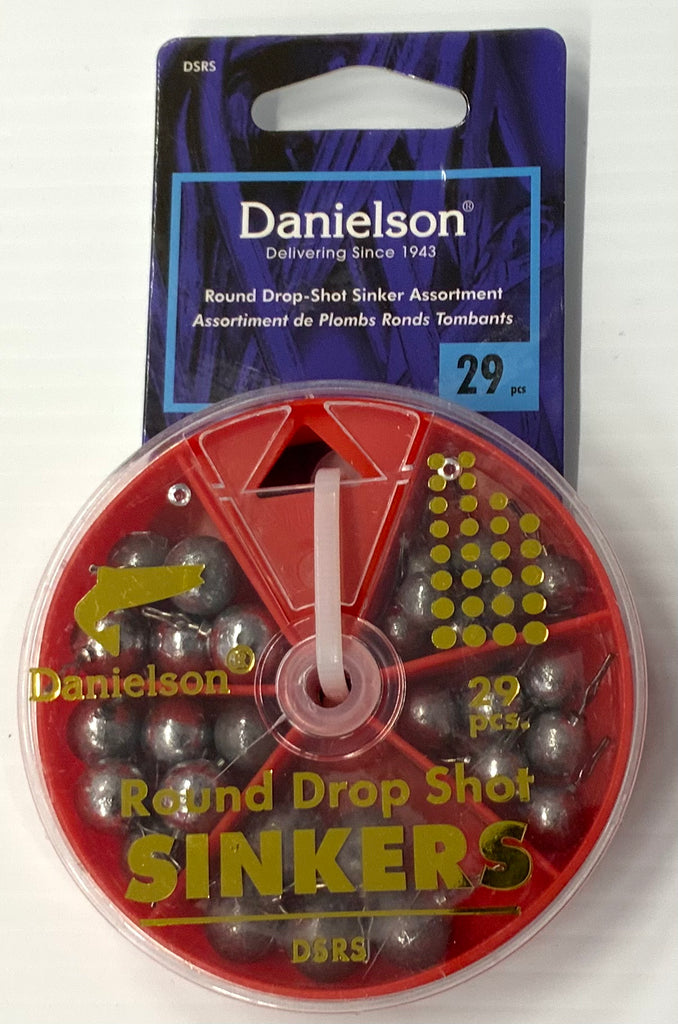 DSRS
Danielson®
Delivering Since 1943
Round Drop-Shot Sinker Assortment
Assortiment de Plombs Ronds Tombants
29 pcs
Danielson®
29
pcs.
Round Drop Shot
SINKERS
DSRS